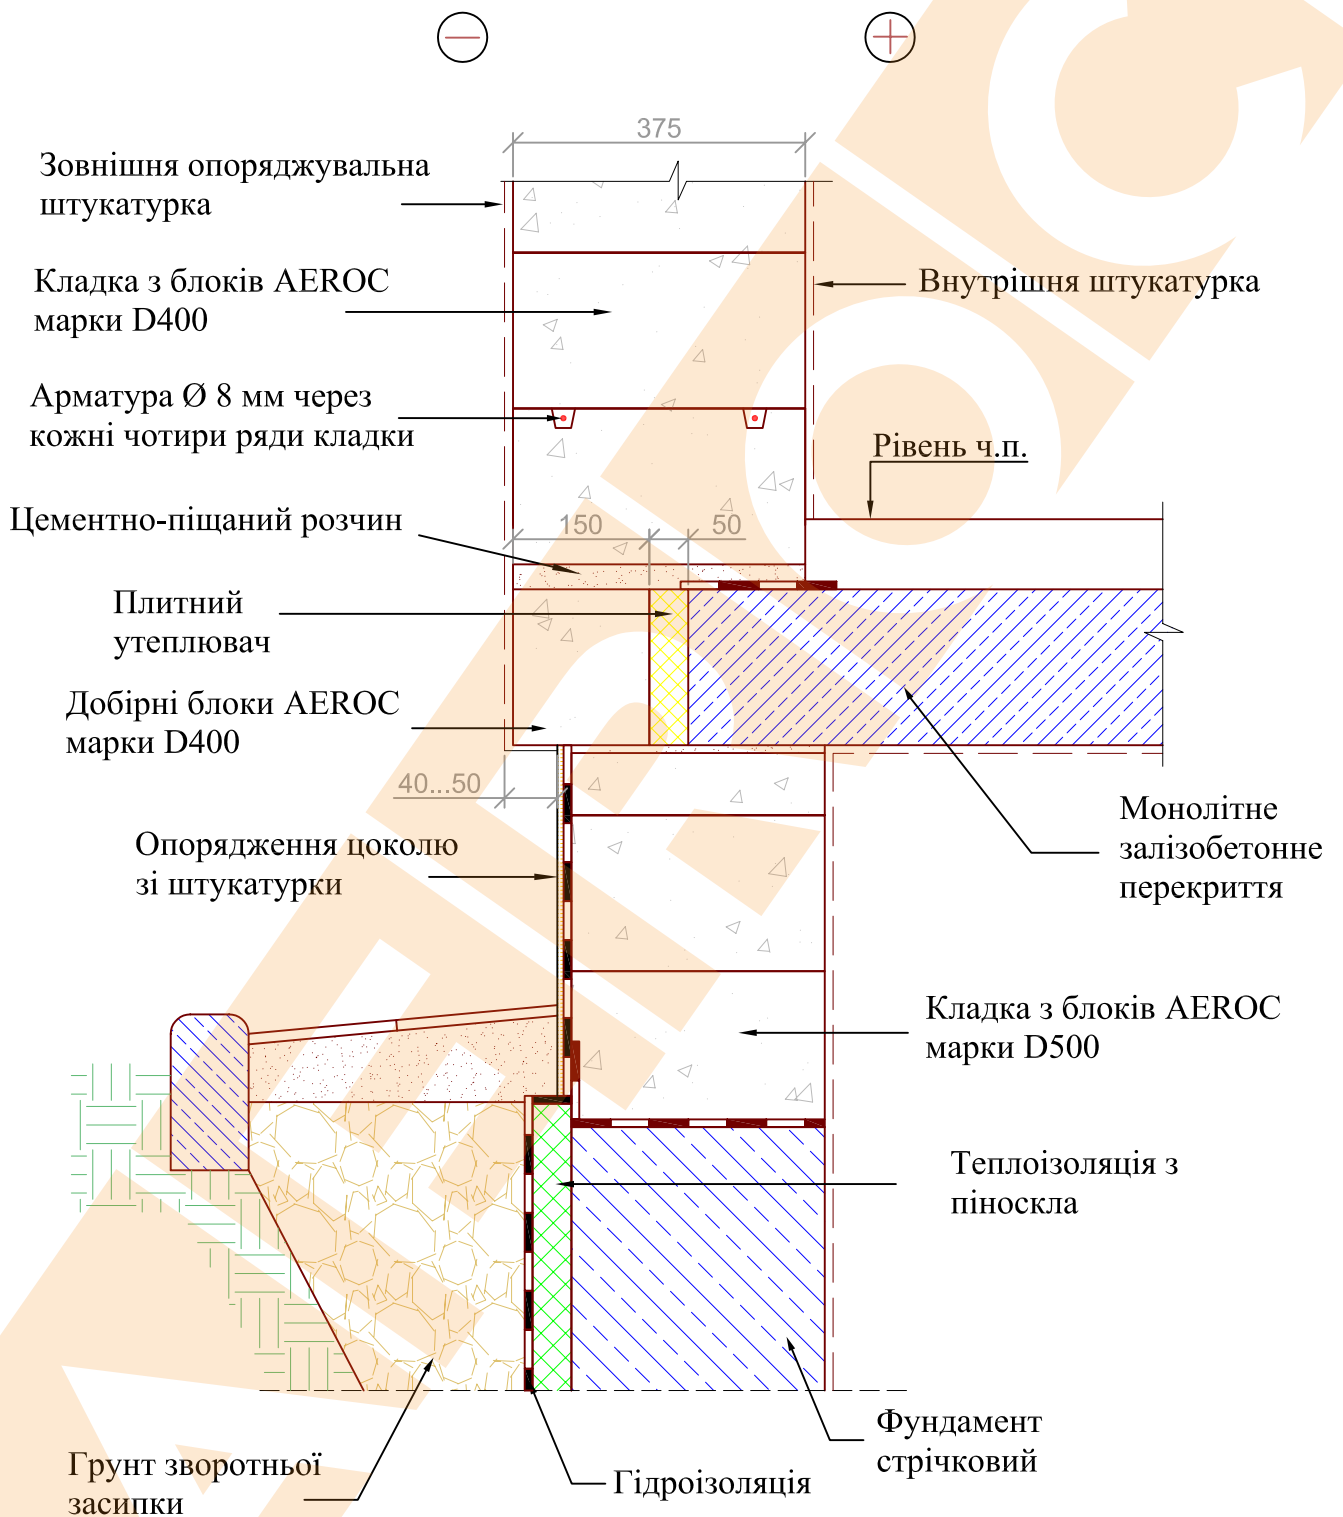 375
Зовнішня опоряджувальна
штукатурка
Кладка з блоків AEROC
марки D400
Внутрішня штукатурка
Арматура Ø 8 мм через
кожні чотири ряди кладки
Рівень ч.п.
Цементно-піщаний розчин
150
50
Плитний
утеплювач
Добірні блоки AEROC
марки D400
40...50
Монолітне
залізобетонне
перекриття
Опорядження цоколю
зі штукатурки
Кладка з блоків AEROC
марки D500
Теплоізоляція з
піноскла
Фундамент
стрічковий
Грунт зворотньої
засипки
Гідроізоляція
AEROC